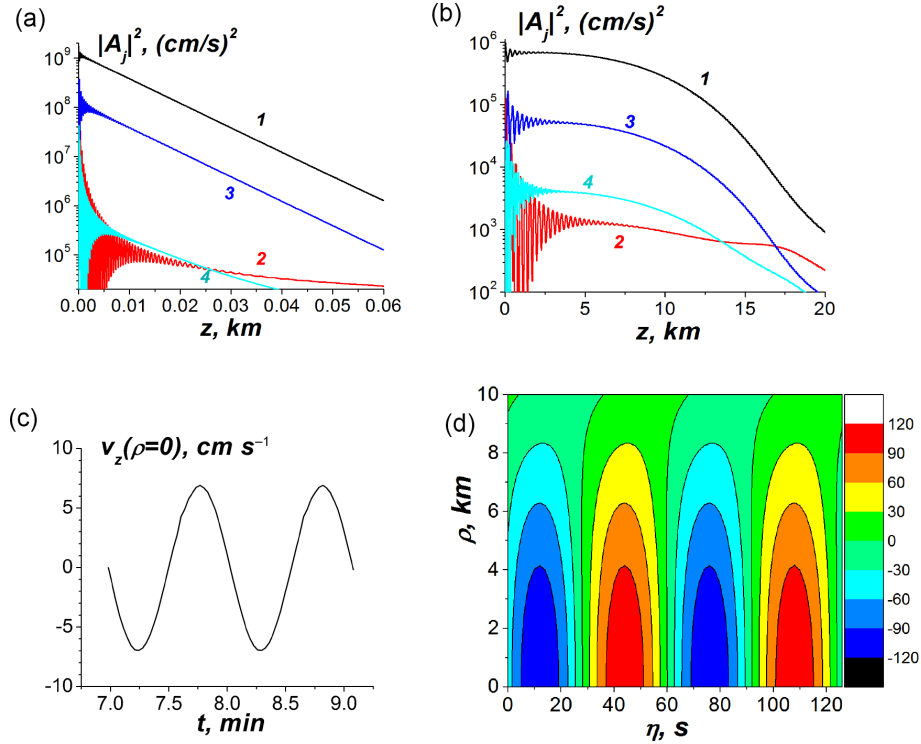 (a)
|A_j|², (cm/s)²
10⁹
10⁸
10⁷
10⁶
10⁵
1
3
2
4
0.00 0.01 0.02 0.03 0.04 0.05 0.06
z, km
(b)
|A_j|², (cm/s)²
10⁶
10⁵
10⁴
10³
10²
1
3
4
2
0 5 10 15 20
z, km
(c)
v_z(ρ=0), cm s⁻¹
10
5
0
-5
-10
7.0 7.5 8.0 8.5 9.0
t, min
(d)
ρ, km
10
8
6
4
2
0
0 20 40 60 80 100 120
η, s
120
90
60
30
0
-30
-60
-90
-120